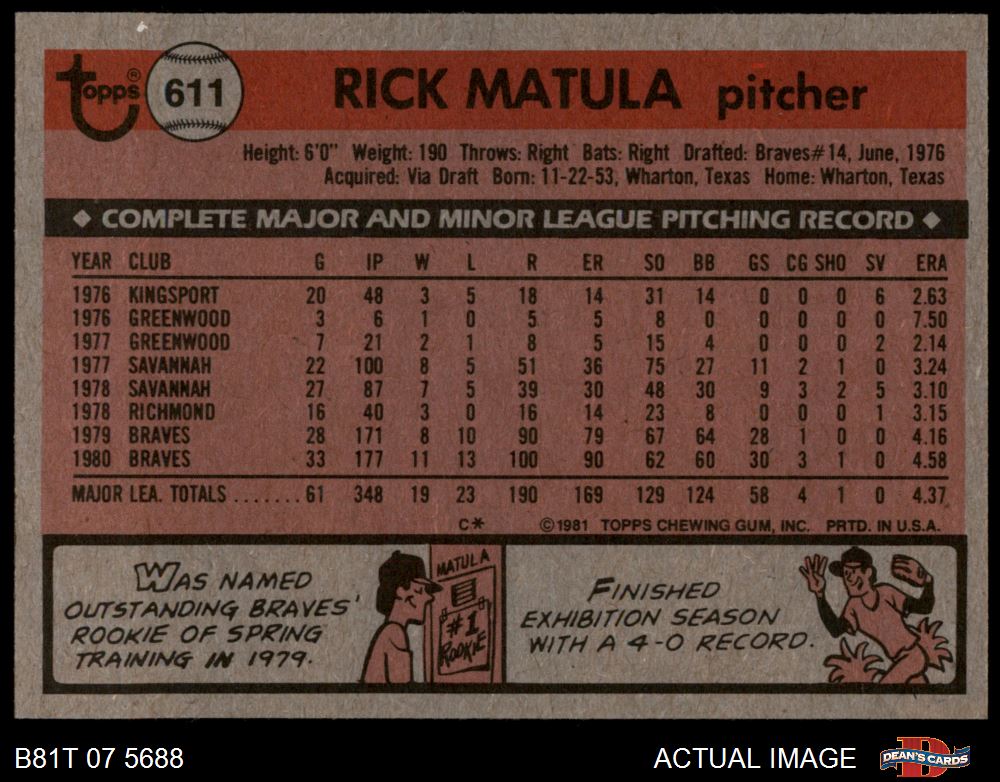 topps® 611 RICK MATULA pitcher
Height: 6'0" Weight: 190 Throws: Right Bats: Right Drafted: Braves#14, June, 1976
Acquired: Via Draft Born: 11-22-53, Wharton, Texas Home: Wharton, Texas
◆ COMPLETE MAJOR AND MINOR LEAGUE PITCHING RECORD ◆
YEAR CLUB G IP W L R ER SO BB GS CG SHO SV ERA
1976 KINGSPORT 20 48 3 5 18 14 31 14 0 0 0 6 2.63
1976 GREENWOOD 3 6 1 0 5 5 8 0 0 0 0 0 7.50
1977 GREENWOOD 7 21 2 1 8 5 15 4 0 0 0 2 2.14
1977 SAVANNAH 22 100 8 5 51 36 75 27 11 2 1 0 3.24
1978 SAVANNAH 27 87 7 5 39 30 48 30 9 3 2 5 3.10
1978 RICHMOND 16 40 3 0 16 14 23 8 0 0 0 1 3.15
1979 BRAVES 28 171 8 10 90 79 67 64 28 1 0 0 4.16
1980 BRAVES 33 177 11 13 100 90 62 60 30 3 1 0 4.58
MAJOR LEA. TOTALS ....... 61 348 19 23 190 169 129 124 58 4 1 0 4.37
C* ©1981 TOPPS CHEWING GUM, INC. PRTD. IN U.S.A.
WAS NAMED
OUTSTANDING BRAVES'
ROOKIE OF SPRING
TRAINING IN 1979.
MATULA
#1
ROOKIE
FINISHED
EXHIBITION SEASON
WITH A 4-0 RECORD.
B81T 07 5688 ACTUAL IMAGE DEAN'S CARDS